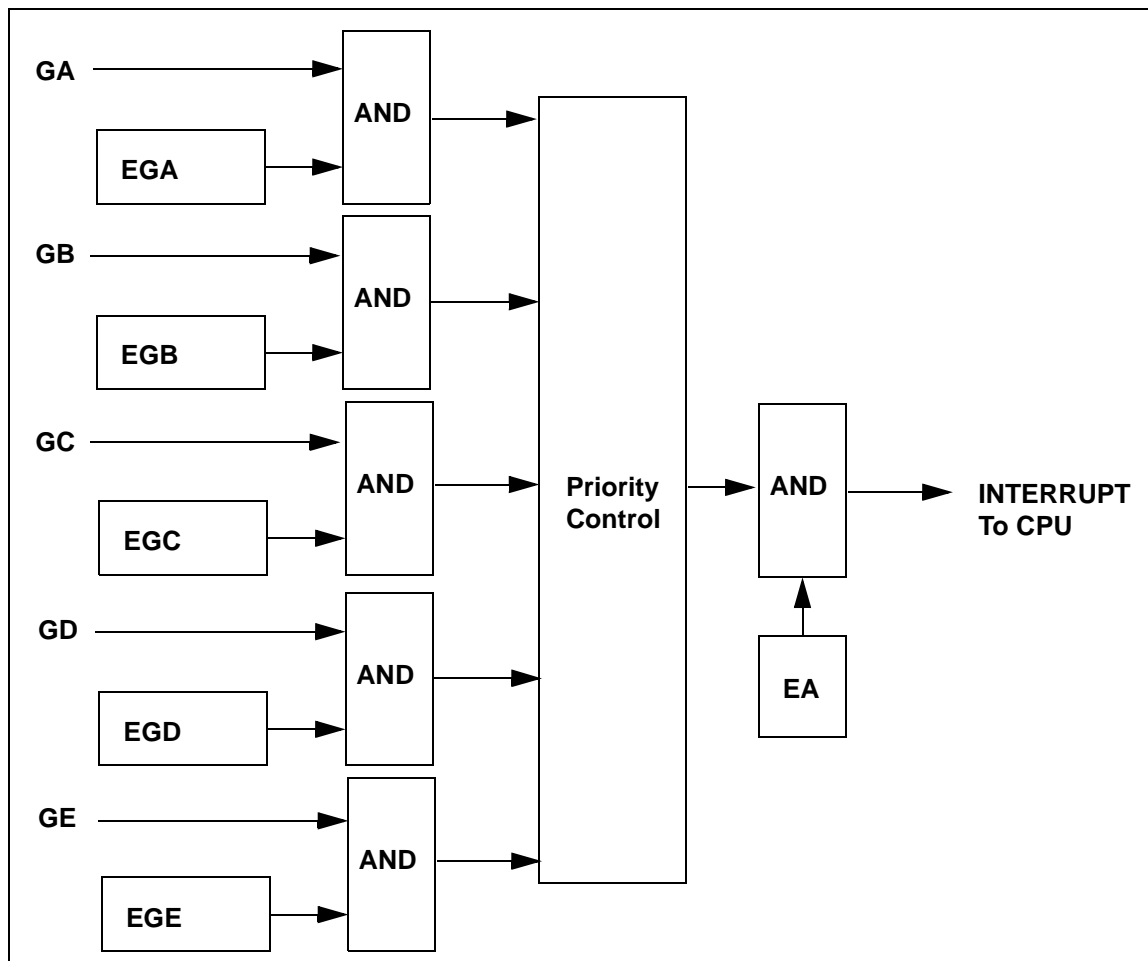 GA
AND
EGA
GB
AND
EGB
GC
AND
EGC
GD
AND
EGD
GE
AND
EGE
Priority
Control
AND
EA
INTERRUPT
To CPU